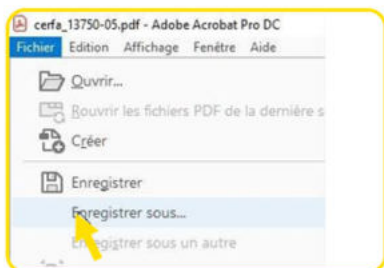 cerfa_13750-05.pdf - Adobe Acrobat Pro DC
Fichier Edition Affichage Fenêtre Aide
Ouvrir...
Rouvrir les fichiers PDF de la dernière s
Créer
Enregistrer
Enregistrer sous...
Enregistrer sous un autre